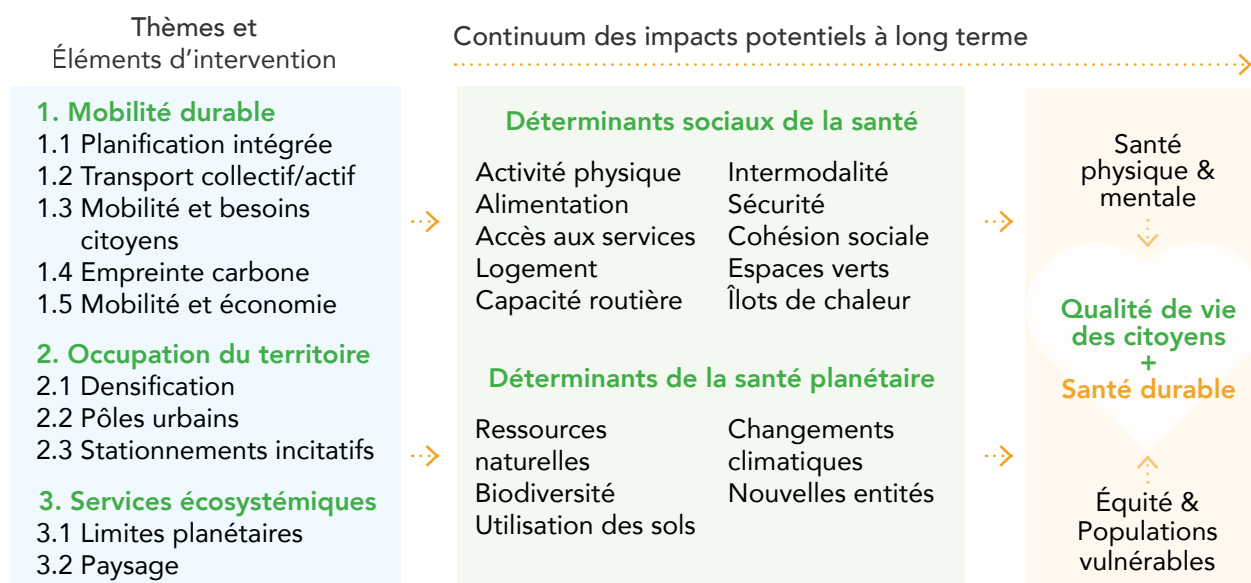 Thèmes et
Éléments d'intervention
Continuum des impacts potentiels à long terme
1. Mobilité durable
1.1 Planification intégrée
1.2 Transport collectif/actif
1.3 Mobilité et besoins
citoyens
1.4 Empreinte carbone
1.5 Mobilité et économie
2. Occupation du territoire
2.1 Densification
2.2 Pôles urbains
2.3 Stationnements incitatifs
3. Services écosystémiques
3.1 Limites planétaires
3.2 Paysage
Déterminants sociaux de la santé
Activité physique
Alimentation
Accès aux services
Logement
Capacité routière
Intermodalité
Sécurité
Cohésion sociale
Espaces verts
Îlots de chaleur
Déterminants de la santé planétaire
Ressources
naturelles
Biodiversité
Utilisation des sols
Changements
climatiques
Nouvelles entités
Santé
physique &
mentale
Qualité de vie
des citoyens
+
Santé durable
Équité &
Populations
vulnérables